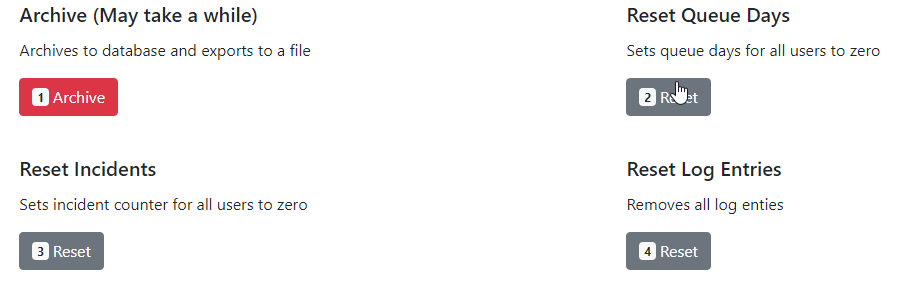 Archive (May take a while)
Archives to database and exports to a file
1 Archive
Reset Queue Days
Sets queue days for all users to zero
2 Reset
Reset Incidents
Sets incident counter for all users to zero
3 Reset
Reset Log Entries
Removes all log enties
4 Reset